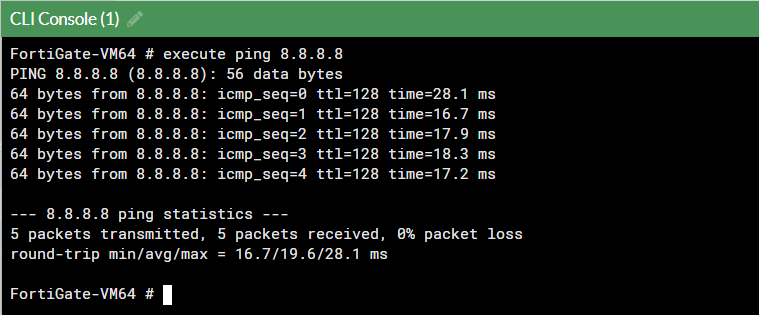 CLI Console (1)
FortiGate-VM64 # execute ping 8.8.8.8
PING 8.8.8.8 (8.8.8.8): 56 data bytes
64 bytes from 8.8.8.8: icmp_seq=0 ttl=128 time=28.1 ms
64 bytes from 8.8.8.8: icmp_seq=1 ttl=128 time=16.7 ms
64 bytes from 8.8.8.8: icmp_seq=2 ttl=128 time=17.9 ms
64 bytes from 8.8.8.8: icmp_seq=3 ttl=128 time=18.3 ms
64 bytes from 8.8.8.8: icmp_seq=4 ttl=128 time=17.2 ms
--- 8.8.8.8 ping statistics ---
5 packets transmitted, 5 packets received, 0% packet loss
round-trip min/avg/max = 16.7/19.6/28.1 ms
FortiGate-VM64 #